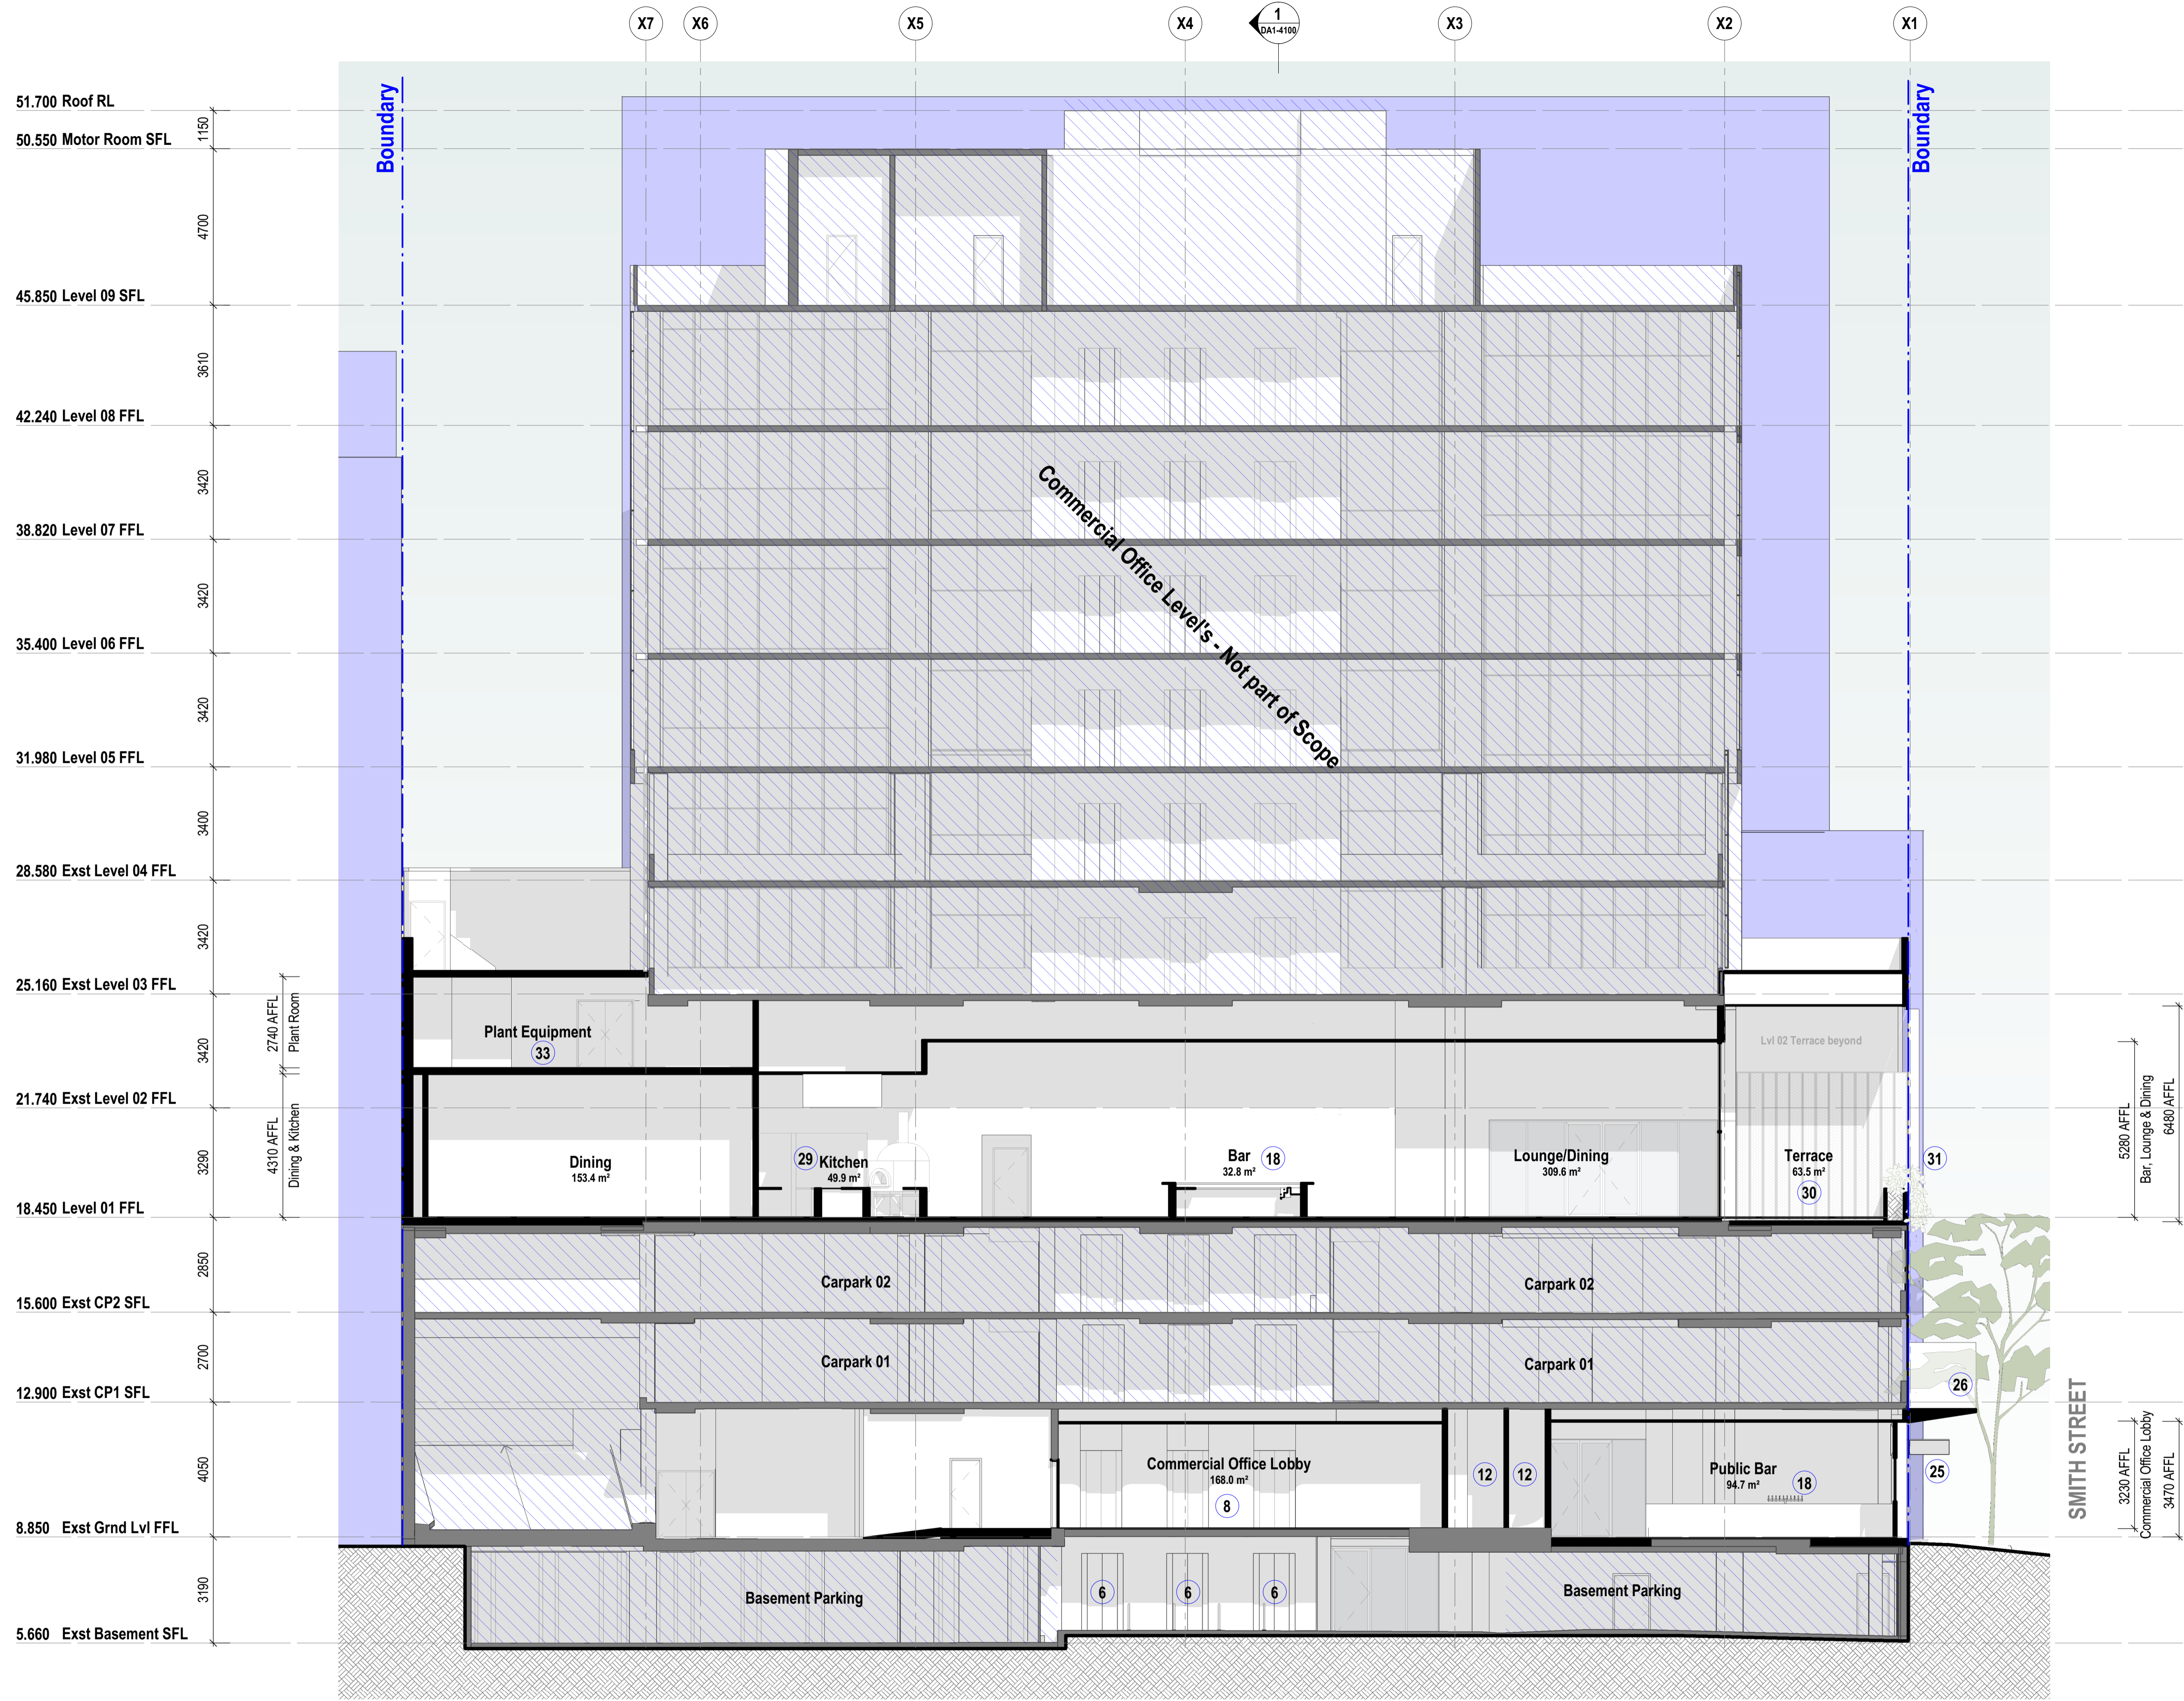 X7
X6
X5
X4
1
DA1-4100
X3
X2
X1
Boundary
Boundary
51.700 Roof RL
1150
50.550 Motor Room SFL
4700
45.850 Level 09 SFL
3610
42.240 Level 08 FFL
3420
38.820 Level 07 FFL
3420
35.400 Level 06 FFL
3420
31.980 Level 05 FFL
3400
28.580 Exst Level 04 FFL
3420
25.160 Exst Level 03 FFL
3420
21.740 Exst Level 02 FFL
3290
18.450 Level 01 FFL
2850
15.600 Exst CP2 SFL
2700
12.900 Exst CP1 SFL
4050
8.850 Exst Grnd Lvl FFL
3190
5.660 Exst Basement SFL
2740 AFFL
Plant Room
4310 AFFL
Dining & Kitchen
Commercial Office Level's - Not part of Scope
Plant Equipment
33
Lvl 02 Terrace beyond
Dining
153.4 m²
29
Kitchen
49.9 m²
Bar
32.8 m²
18
Lounge/Dining
309.6 m²
Terrace
63.5 m²
30
31
5280 AFFL
Bar, Lounge & Dining
6480 AFFL
Carpark 02
Carpark 02
Carpark 01
Carpark 01
26
Commercial Office Lobby
168.0 m²
8
12
12
Public Bar
94.7 m²
18
25
SMITH STREET
3230 AFFL
Commercial Office Lobby
3470 AFFL
Basement Parking
6
6
6
Basement Parking